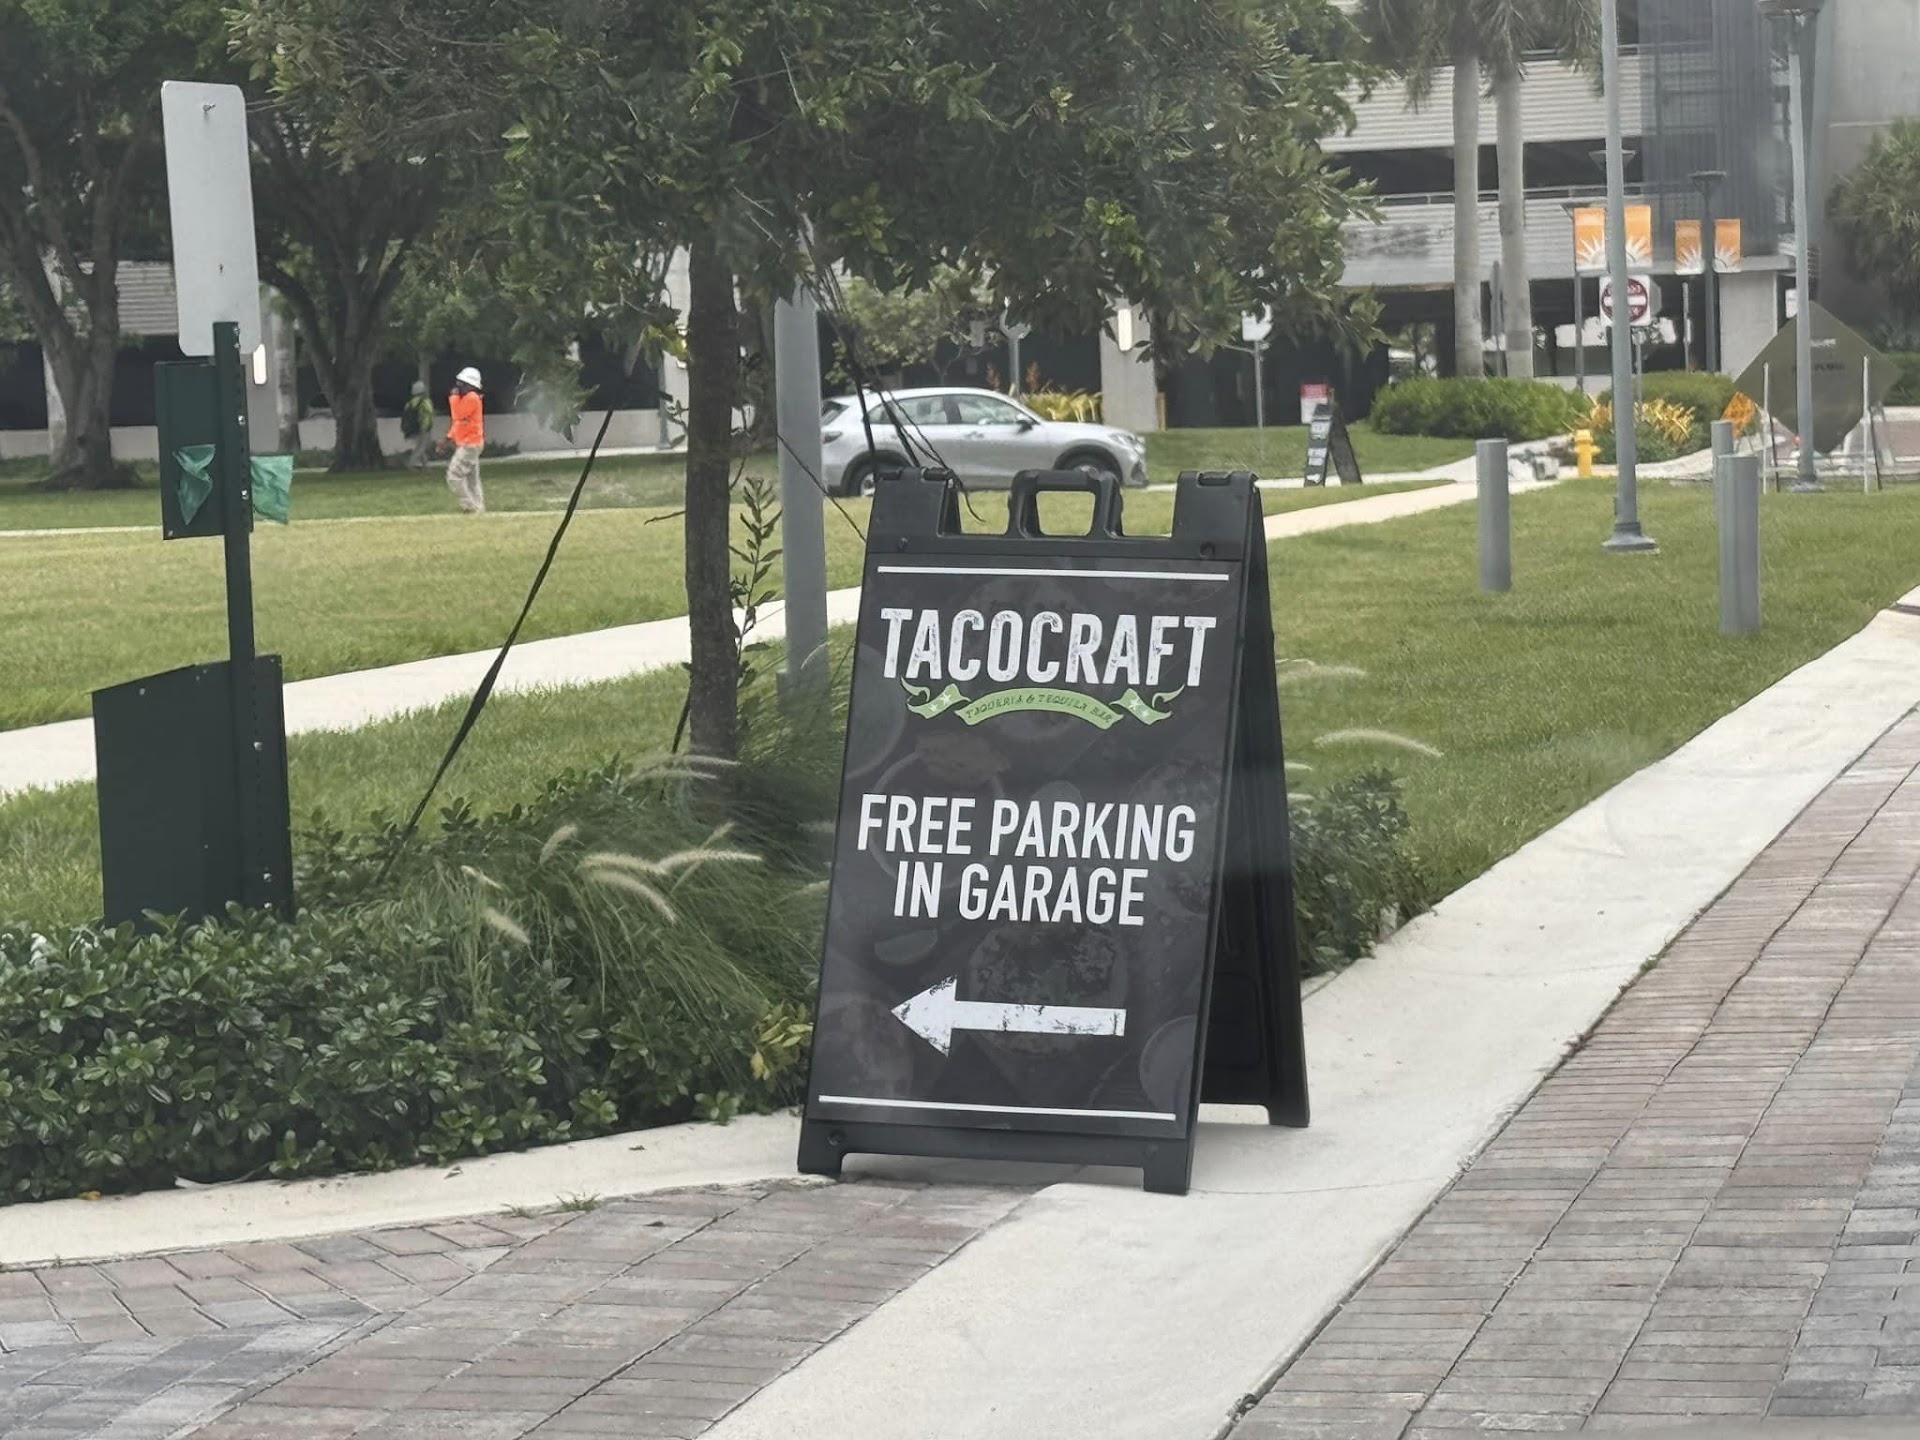 TACOCRAFT
TAQUERIA & TEQUILA BAR
FREE PARKING
IN GARAGE